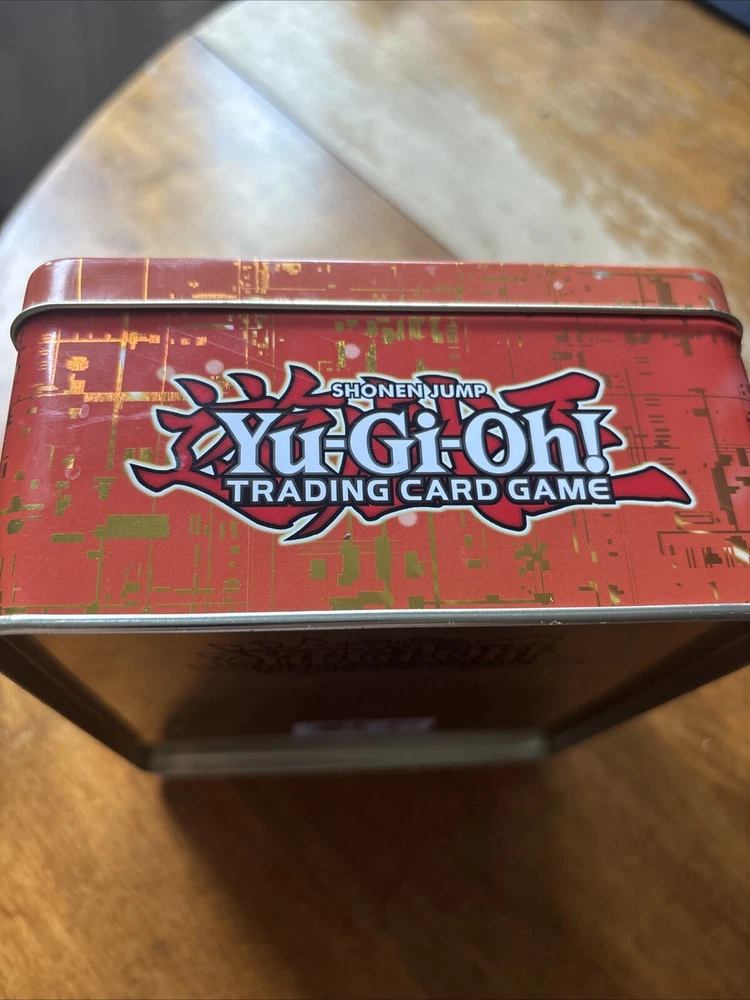 SHONEN JUMP
Yu-Gi-Oh!
TRADING CARD GAME